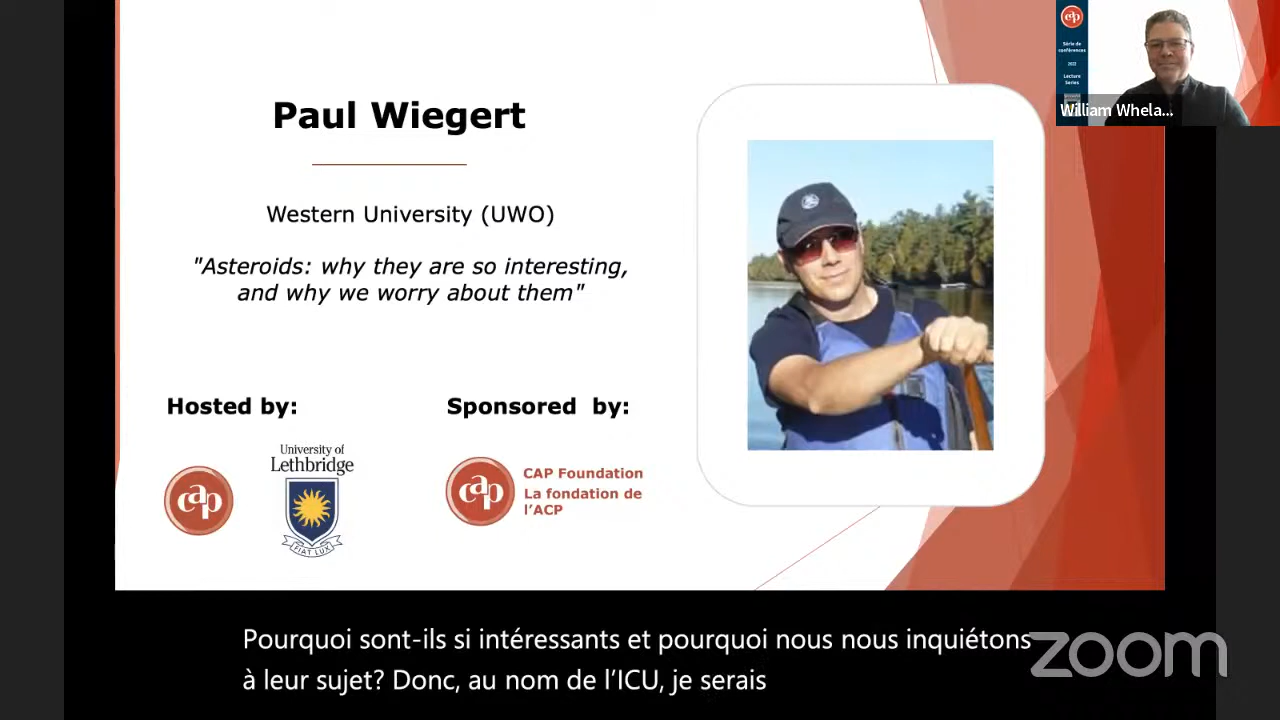 Paul Wiegert
Western University (UWO)
"Asteroids: why they are so interesting,
and why we worry about them"
Hosted by:
Sponsored by:
cap
University of
Lethbridge
FIAT LUX
cap
CAP Foundation
La fondation de
l'ACP
cap
Série de
conférences
2022
Lecture
Series
William Whela...
Pourquoi sont-ils si intéressants et pourquoi nous nous inquiétons
à leur sujet? Donc, au nom de l'ICU, je serais
zoom